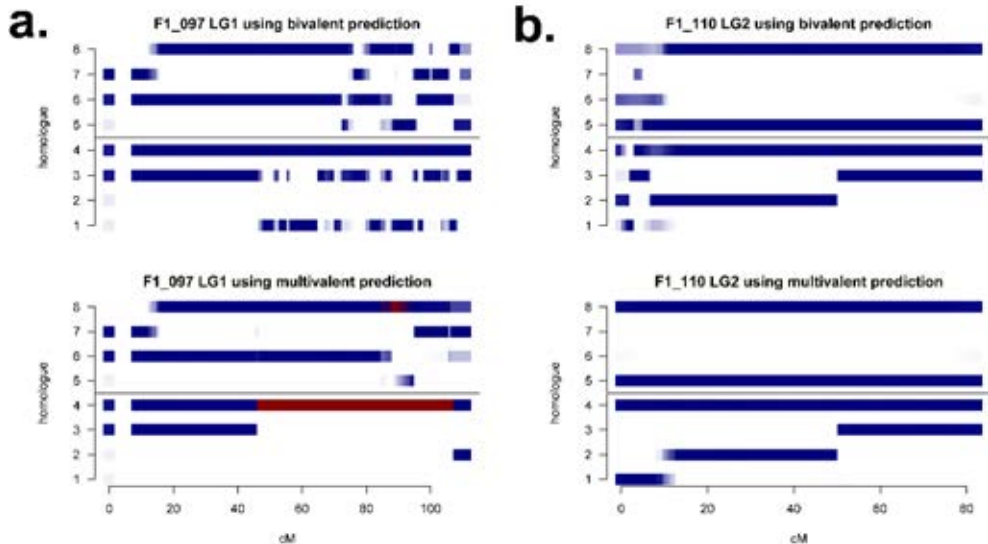 a.
F1_097 LG1 using bivalent prediction
homologue
8
7
6
5
4
3
2
1
F1_097 LG1 using multivalent prediction
homologue
8
7
6
5
4
3
2
1
0 20 40 60 80 100
cM
b.
F1_110 LG2 using bivalent prediction
homologue
8
7
6
5
4
3
2
1
F1_110 LG2 using multivalent prediction
homologue
8
7
6
5
4
3
2
1
0 20 40 60 80
cM